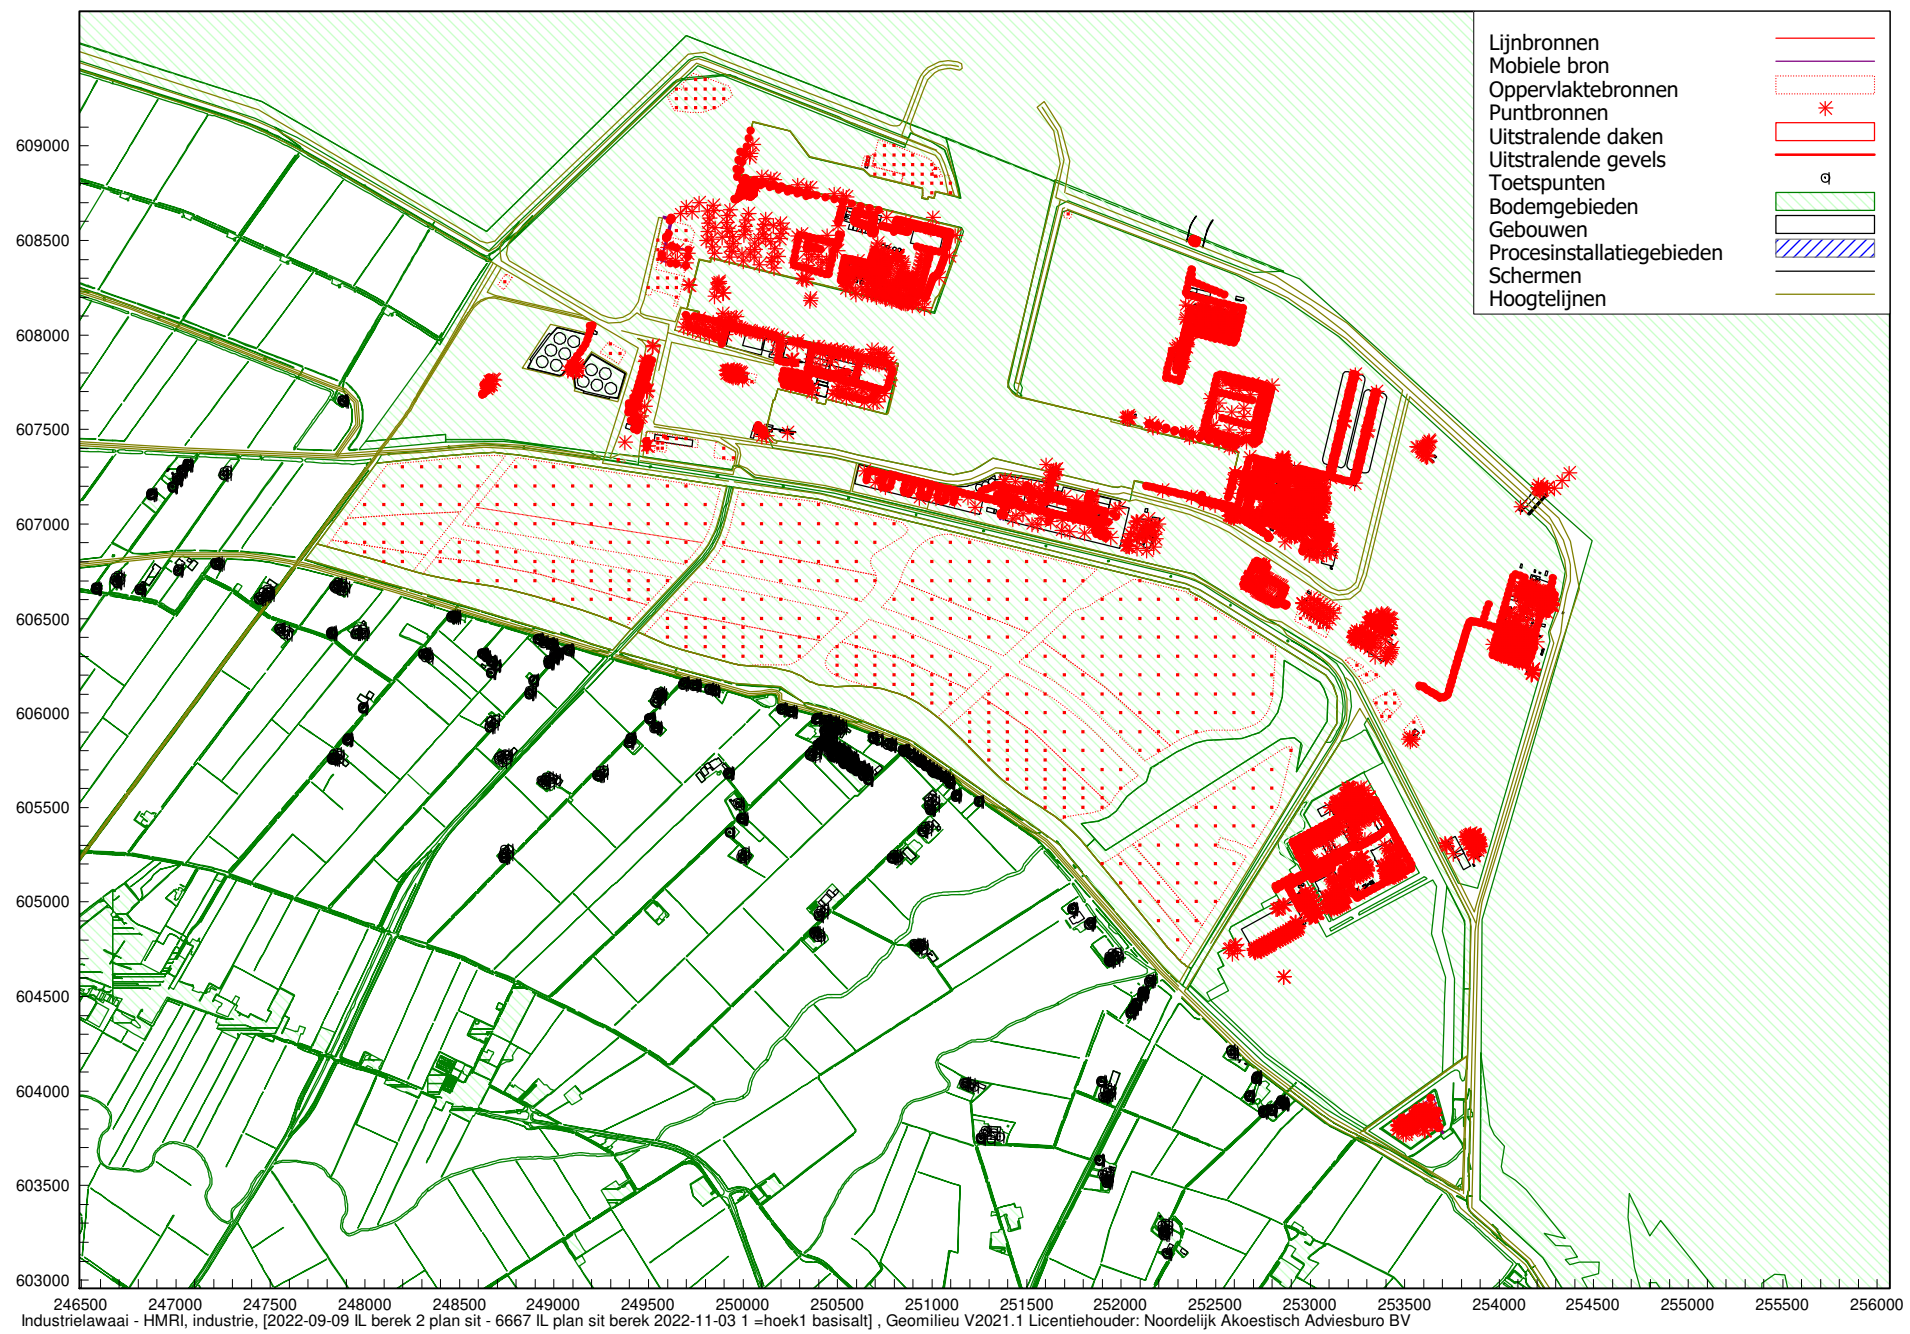 Lijnbronnen
Mobiele bron
Oppervlaktebronnen
Puntbronnen
Uitstralende daken
Uitstralende gevels
Toetspunten
Bodemgebieden
Gebouwen
Procesinstallatiegebieden
Schermen
Hoogtelijnen
609000
608500
608000
607500
607000
606500
606000
605500
605000
604500
604000
603500
603000
246500 247000 247500 248000 248500 249000 249500 250000 250500 251000 251500 252000 252500 253000 253500 254000 254500 255000 255500 256000
Industrielawaai - HMRI, industrie, [2022-09-09 IL berek 2 plan sit - 6667 IL plan sit berek 2022-11-03 1 =hoek1 basisalt] , Geomilieu V2021.1 Licentiehouder: Noordelijk Akoestisch Adviesburo BV